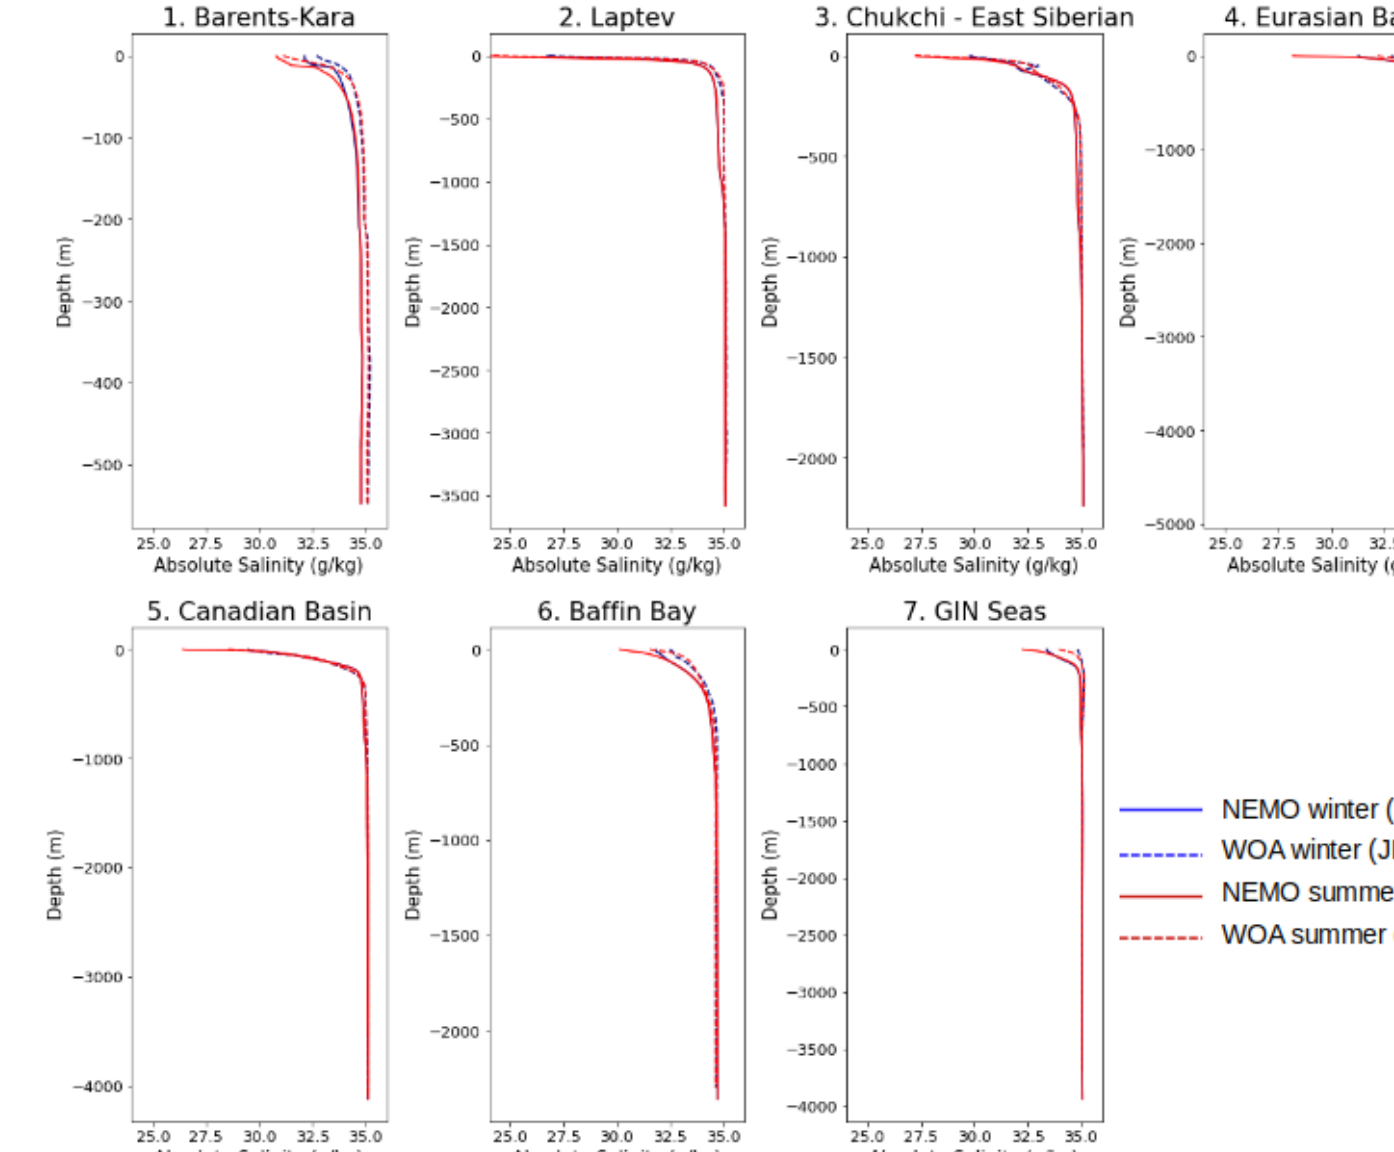 1. Barents-Kara
2. Laptev
3. Chukchi - East Siberian
4. Eurasian Ba
0
−100
−200
−300
−400
−500
Depth (m)
25.0 27.5 30.0 32.5 35.0
Absolute Salinity (g/kg)
0
−500
−1000
−1500
−2000
−2500
−3000
−3500
Depth (m)
25.0 27.5 30.0 32.5 35.0
Absolute Salinity (g/kg)
0
−500
−1000
−1500
−2000
Depth (m)
25.0 27.5 30.0 32.5 35.0
Absolute Salinity (g/kg)
0
−1000
−2000
−3000
−4000
−5000
Depth (m)
25.0 27.5 30.0 32.
Absolute Salinity (g
5. Canadian Basin
6. Baffin Bay
7. GIN Seas
0
−1000
−2000
−3000
−4000
Depth (m)
25.0 27.5 30.0 32.5 35.0
0
−500
−1000
−1500
−2000
Depth (m)
25.0 27.5 30.0 32.5 35.0
0
−500
−1000
−1500
−2000
−2500
−3000
−3500
−4000
Depth (m)
25.0 27.5 30.0 32.5 35.0
NEMO winter (
WOA winter (J
NEMO summe
WOA summer